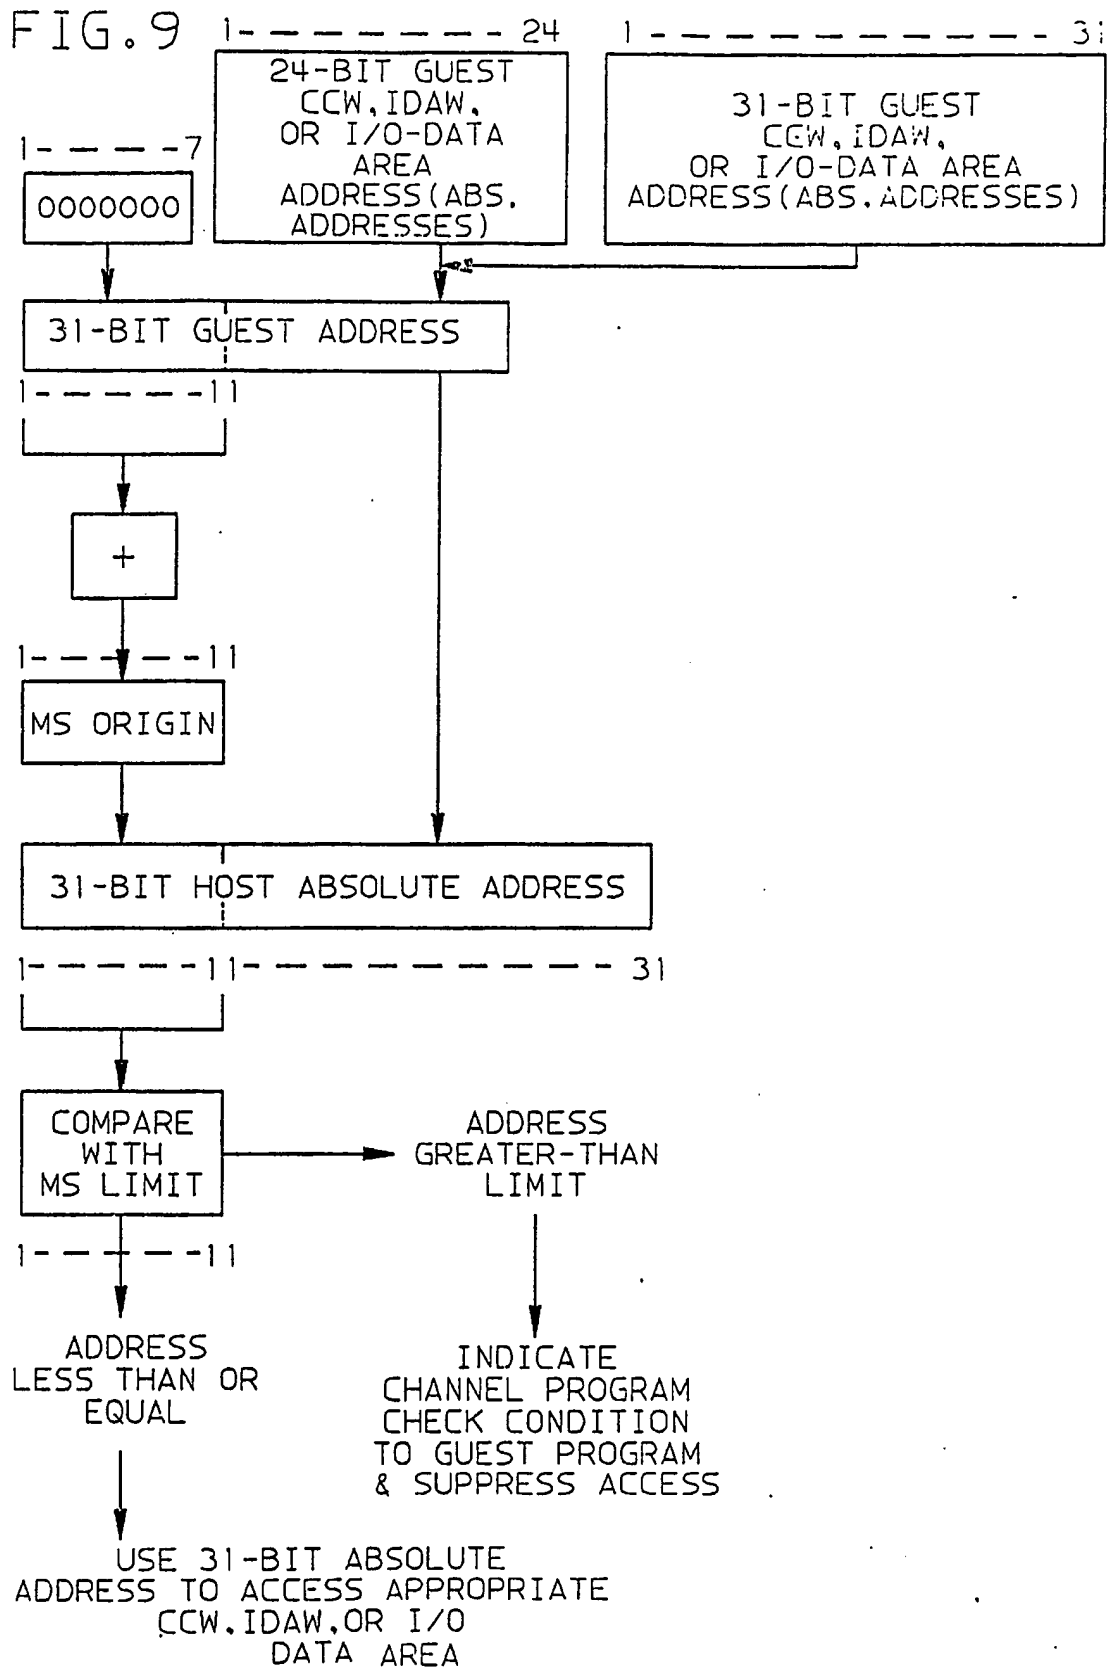 FIG.9
1- - - - - - - - 24
1 - - - - - - - - - - 31
24-BIT GUEST
CCW,IDAW,
OR I/O-DATA
AREA
ADDRESS(ABS.
ADDRESSES)
31-BIT GUEST
CCW,IDAW,
OR I/O-DATA AREA
ADDRESS(ABS.ADDRESSES)
1- - - - -7
0000000
31-BIT GUEST ADDRESS
1- - - - - -11
+
1- - - - - -11
MS ORIGIN
31-BIT HOST ABSOLUTE ADDRESS
1- - - - - -11- - - - - - - - - - - 31
COMPARE
WITH
MS LIMIT
ADDRESS
GREATER-THAN
LIMIT
1- - - - - -11
ADDRESS
LESS THAN OR
EQUAL
INDICATE
CHANNEL PROGRAM
CHECK CONDITION
TO GUEST PROGRAM
& SUPPRESS ACCESS
USE 31-BIT ABSOLUTE
ADDRESS TO ACCESS APPROPRIATE
CCW,IDAW,OR I/O
DATA AREA